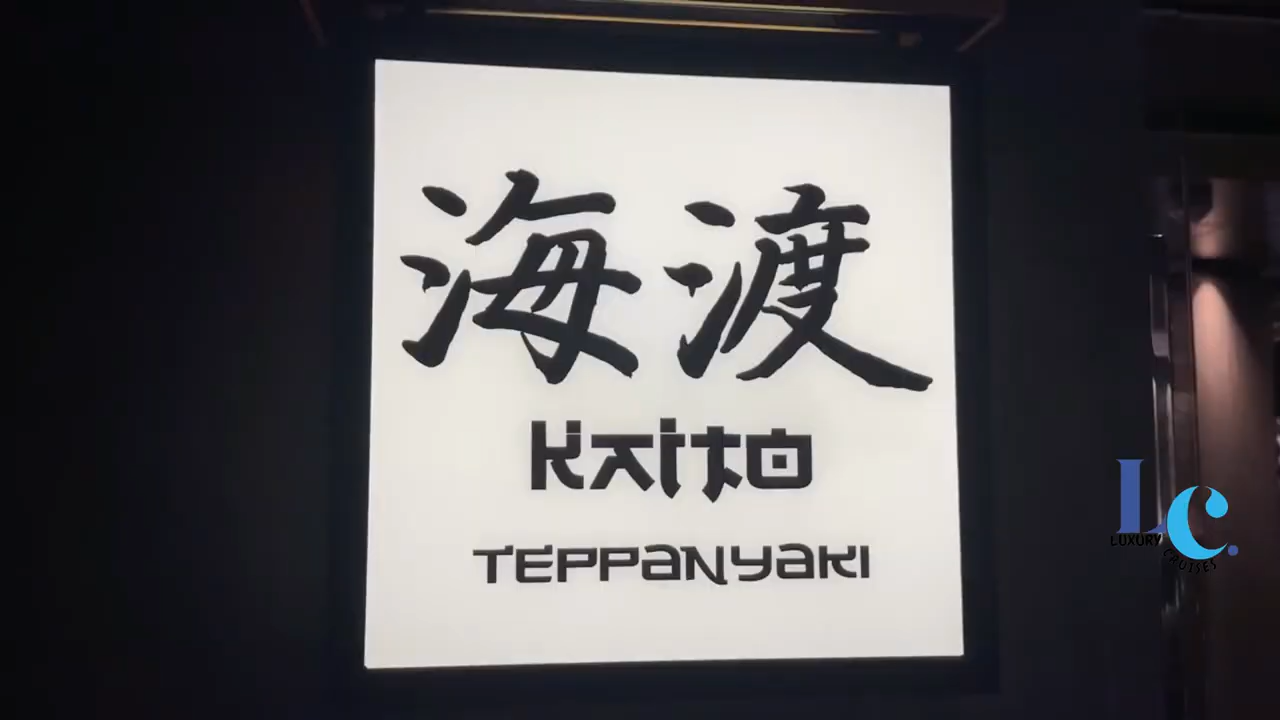 海渡
KAITO
TEPPANYAKI
LC.
LUXURY
CRUISES